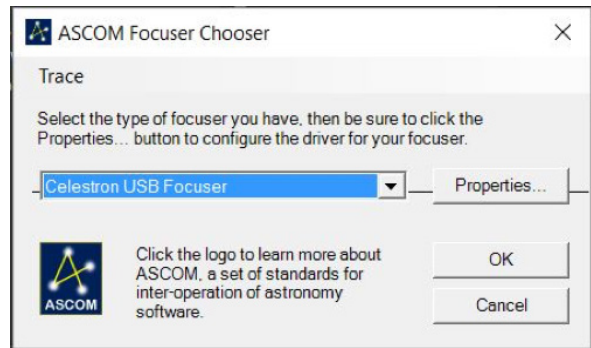 ASCOM Focuser Chooser
Trace
Select the type of focuser you have, then be sure to click the
Properties... button to configure the driver for your focuser.
Celestron USB Focuser
Properties...
Click the logo to learn more about
ASCOM, a set of standards for
inter-operation of astronomy
software.
ASCOM
OK
Cancel